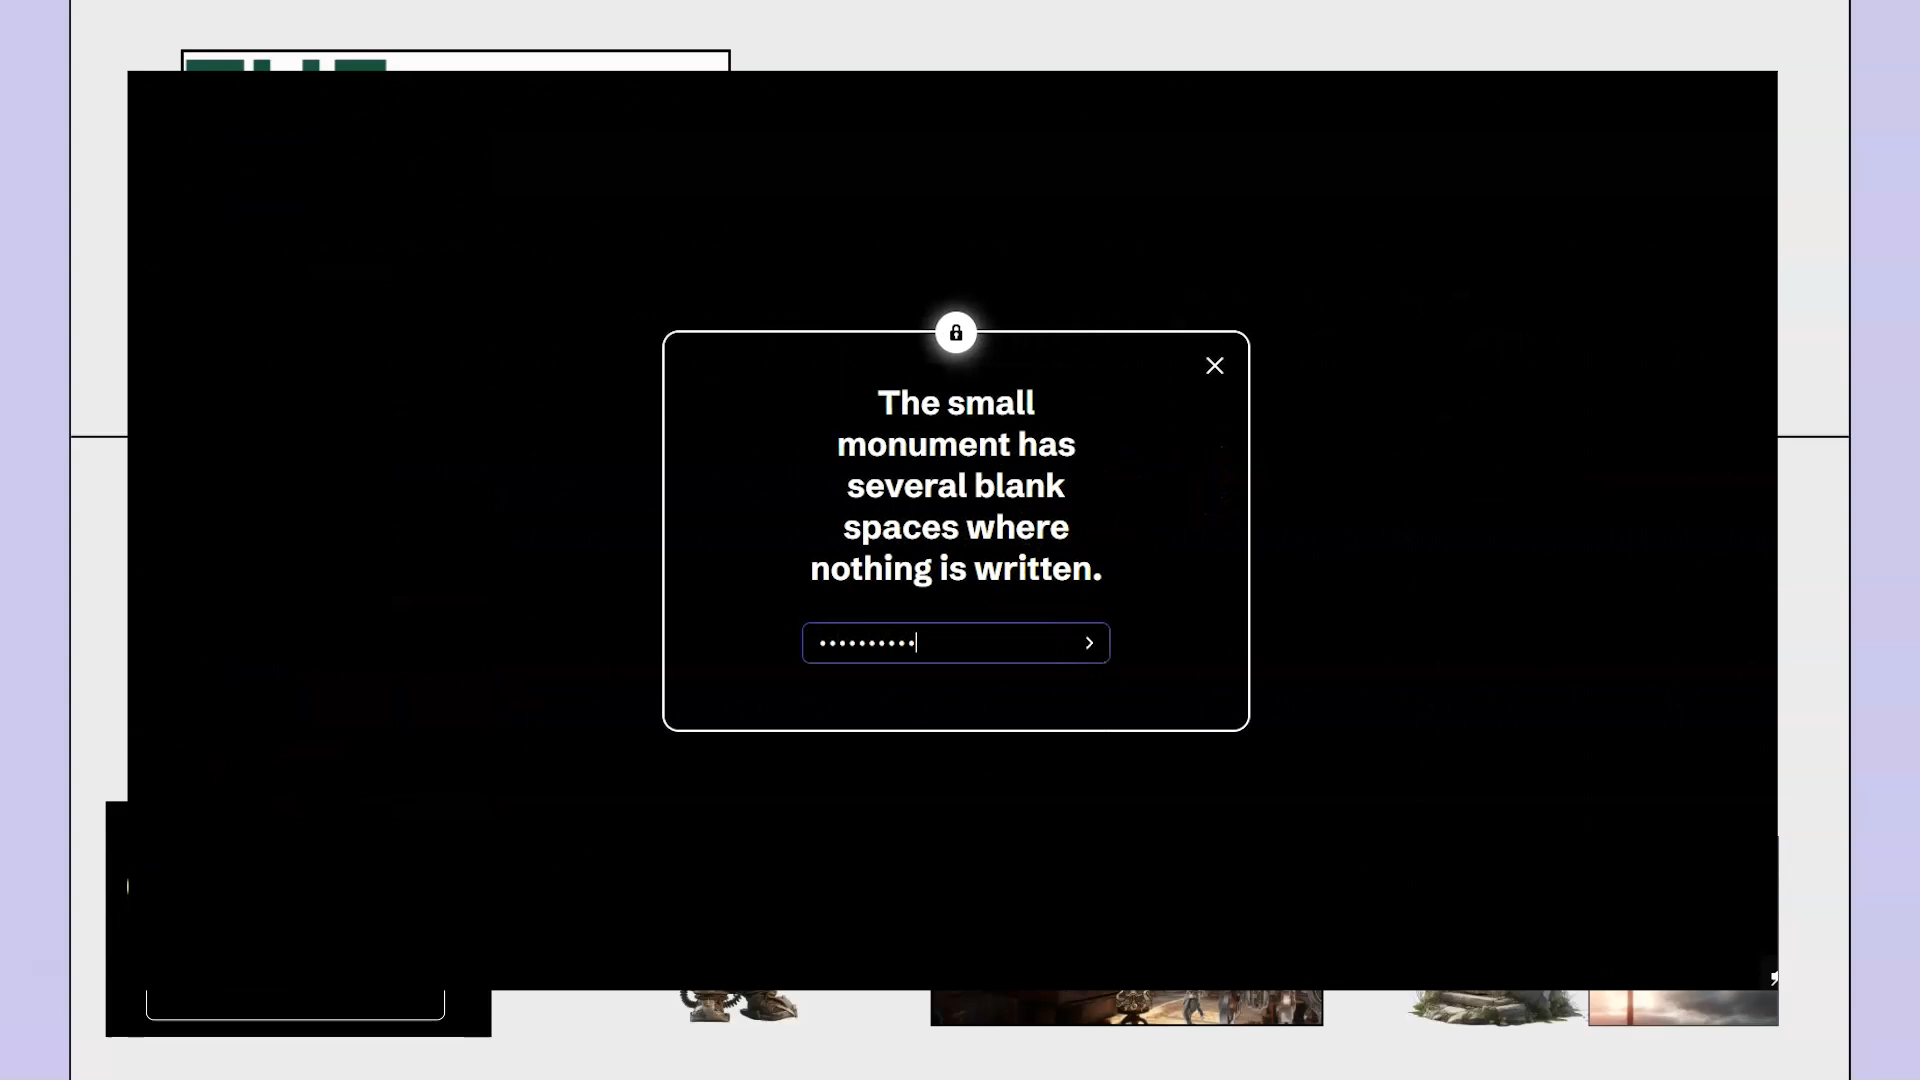 The small
monument has
several blank
spaces where
nothing is written.